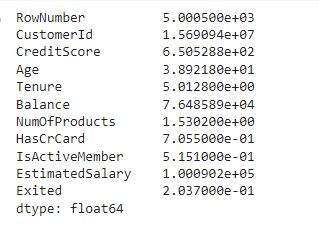 RowNumber 5.000500e+03
CustomerId 1.569094e+07
CreditScore 6.505288e+02
Age 3.892180e+01
Tenure 5.012800e+00
Balance 7.648589e+04
NumOfProducts 1.530200e+00
HasCrCard 7.055000e-01
IsActiveMember 5.151000e-01
EstimatedSalary 1.000902e+05
Exited 2.037000e-01
dtype: float64